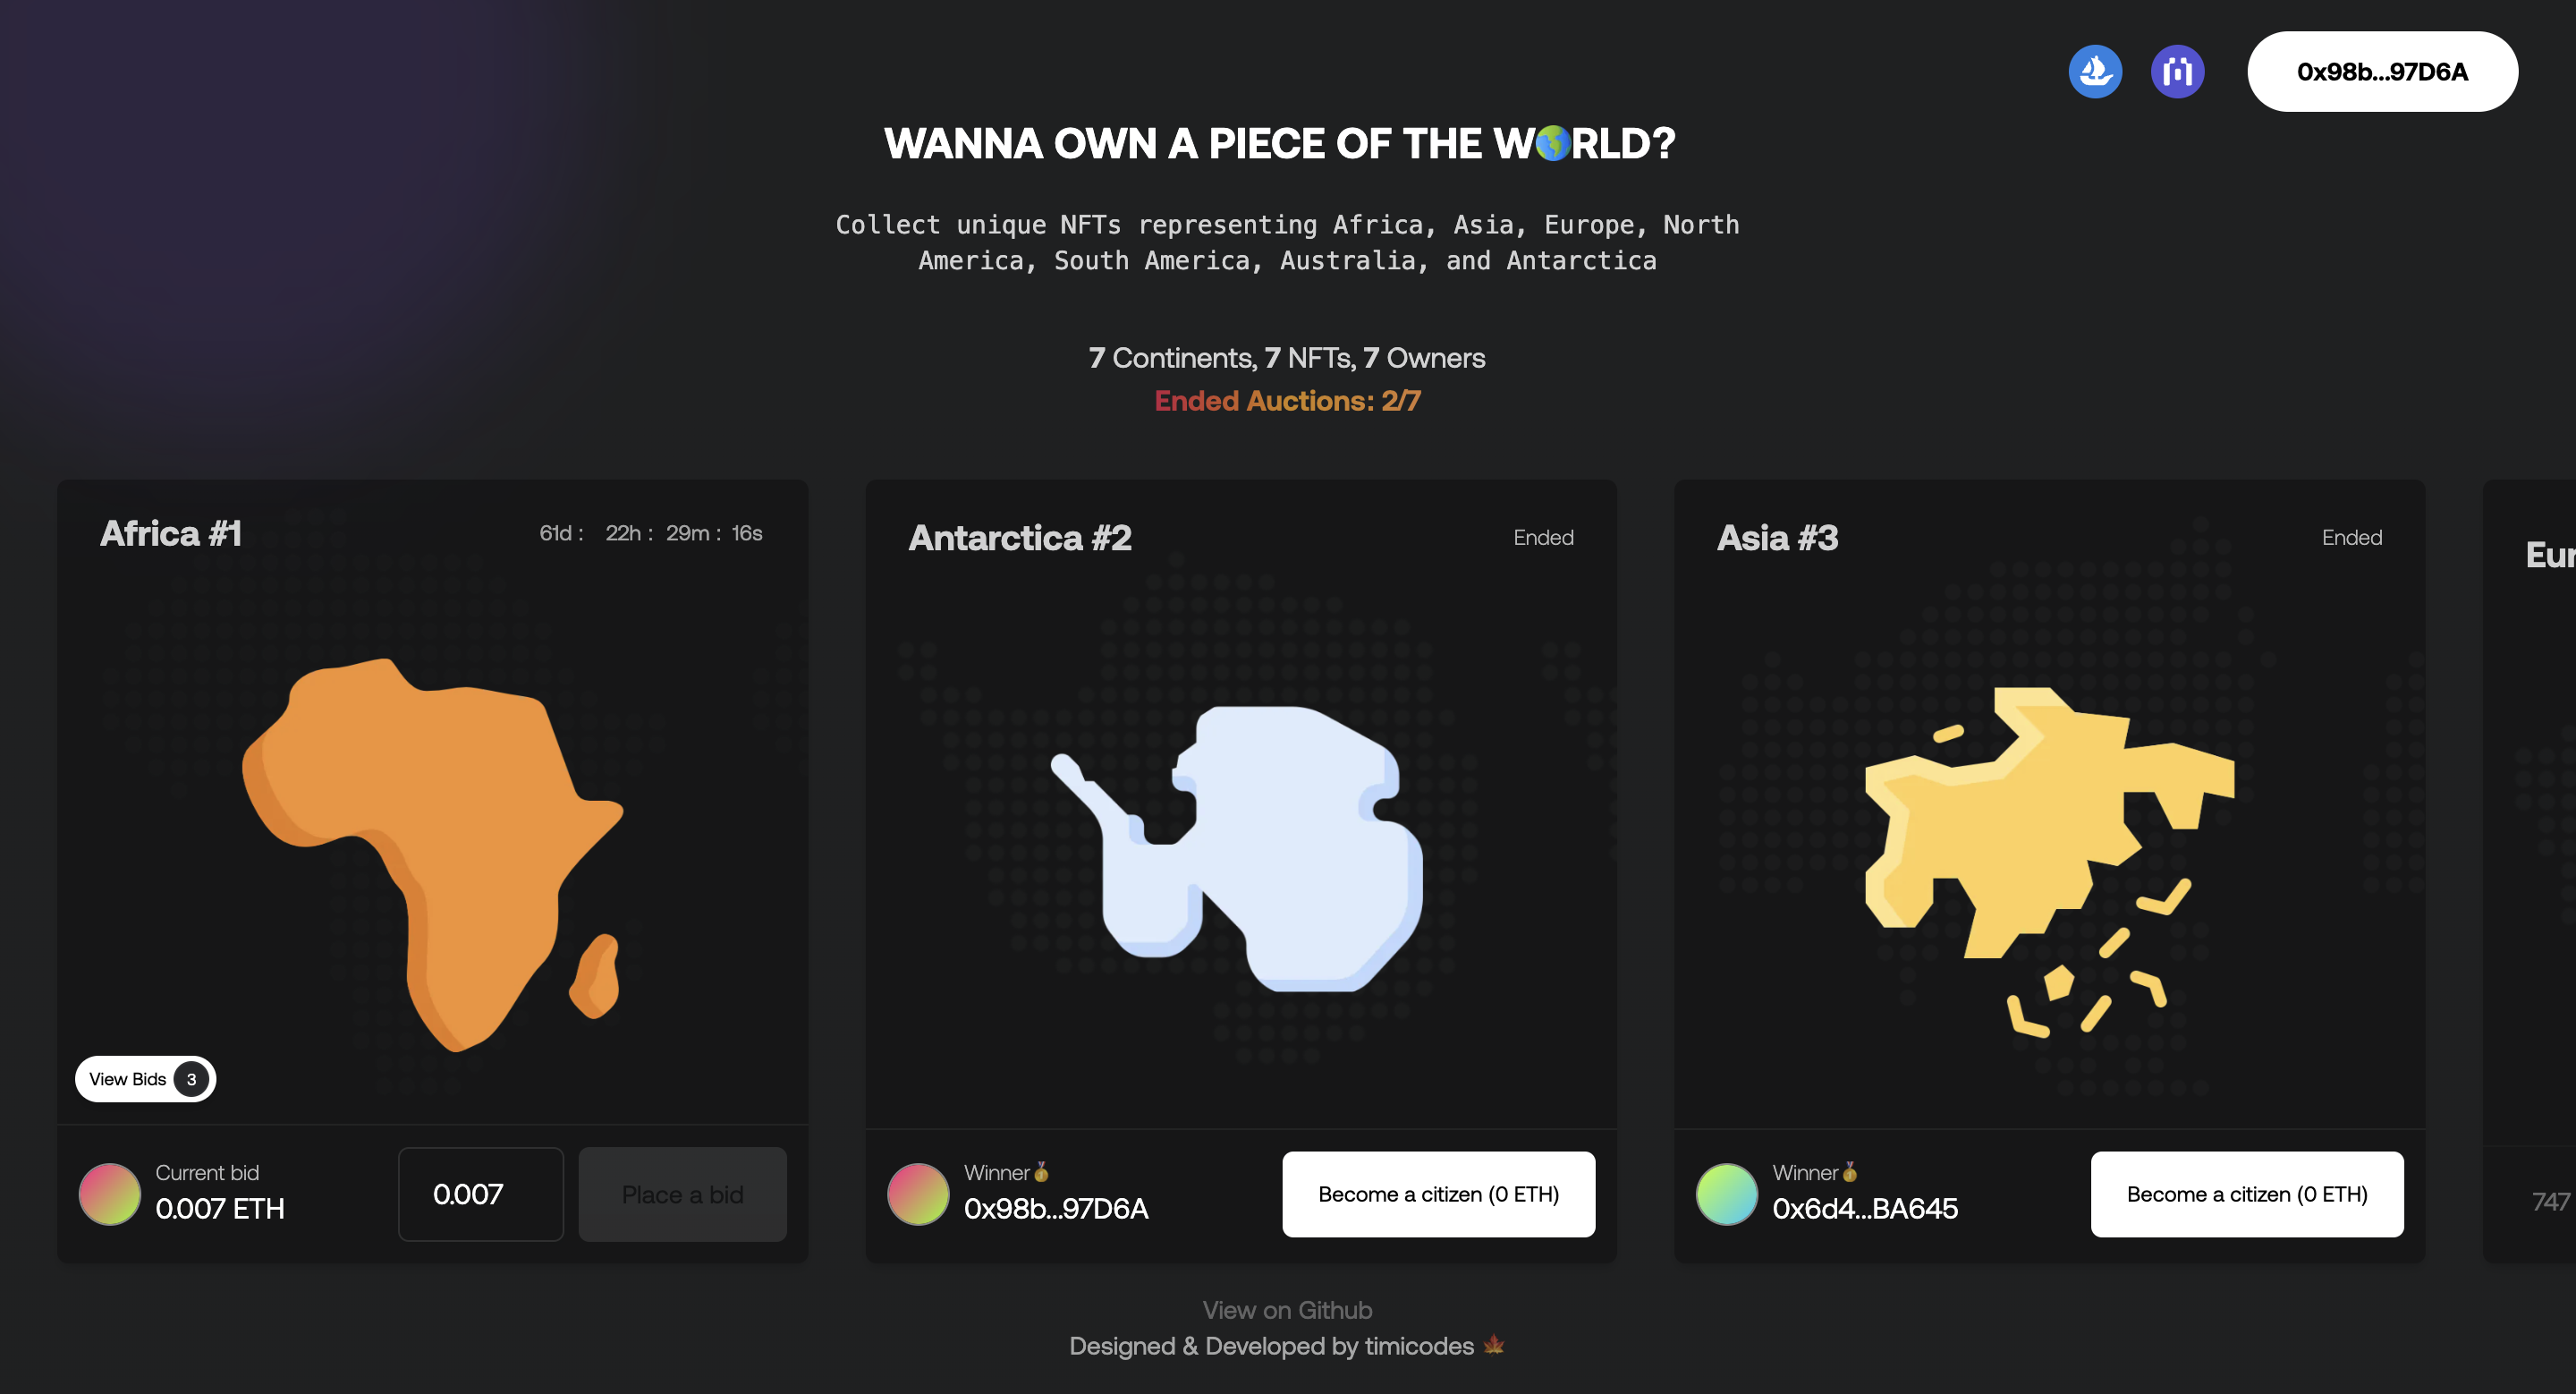 0x98b...97D6A
WANNA OWN A PIECE OF THE W🌎RLD?
Collect unique NFTs representing Africa, Asia, Europe, North
America, South America, Australia, and Antarctica
7 Continents, 7 NFTs, 7 Owners
Ended Auctions: 2/7
Africa #1
61d : 22h : 29m : 16s
View Bids 3
Current bid
0.007 ETH
0.007
Place a bid
Antarctica #2
Ended
Winner🏅
0x98b...97D6A
Become a citizen (0 ETH)
Asia #3
Ended
Winner🏅
0x6d4...BA645
Become a citizen (0 ETH)
Eur
747
View on Github
Designed & Developed by timicodes 🍁